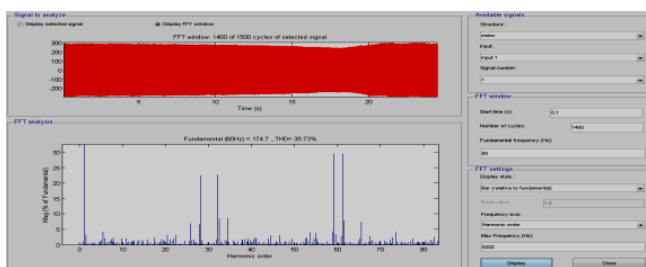 Signal to analyze
Display selected signal
Display FFT window
FFT window: 1460 of 1500 cycles of selected signal
300
200
100
0
-100
-200
5
10
15
20
Time (s)
FFT analysis
Fundamental (60Hz) = 174.7 , THD= 39.73%
Mag (% of Fundamental)
30
25
20
15
10
5
0
0
10
20
30
40
50
60
70
80
Harmonic order
Available signals
Structure:
Input:
input 1
Signal number:
1
FFT window
Start time (s):
0.1
Number of cycles:
1460
Fundamental frequency (Hz):
60
FFT settings
Display style:
Bar (relative to fundamental)
Base value:
1.0
Frequency axis:
Harmonic order
Max Frequency (Hz):
5000
Display
Close